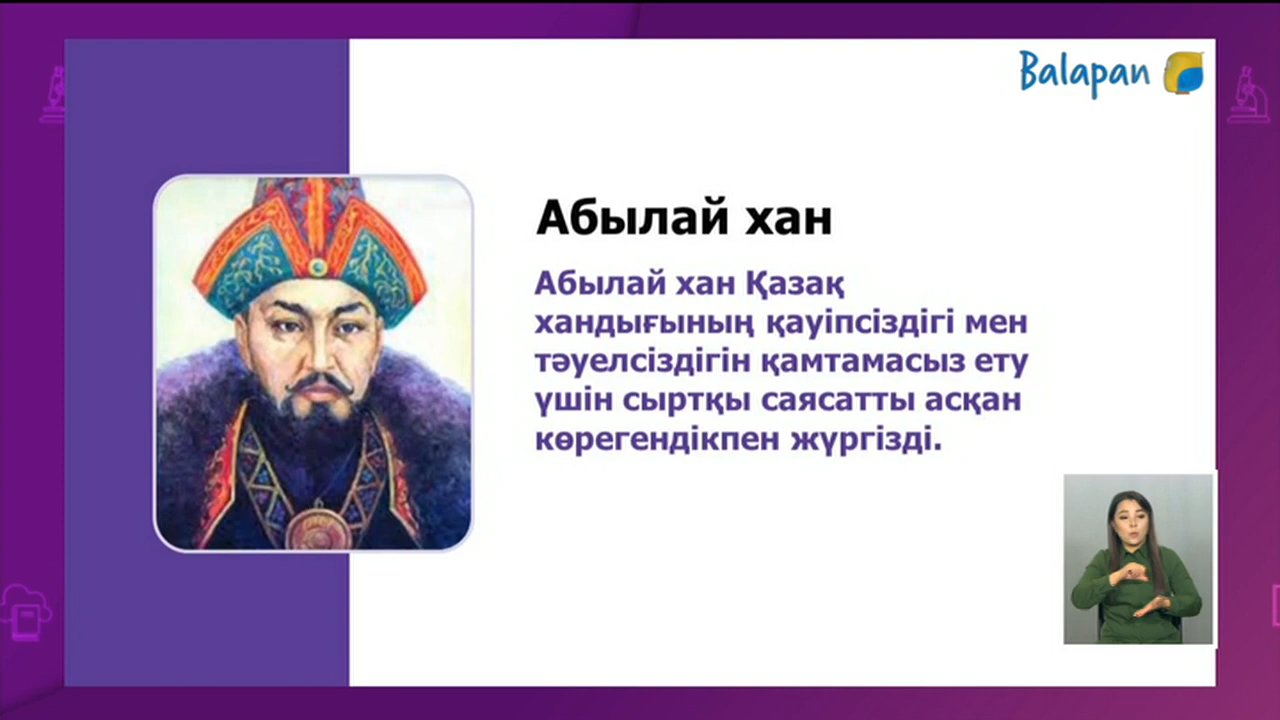 Balapan
Абылай хан
Абылай хан Қазақ
хандығының қауіпсіздігі мен
тәуелсіздігін қамтамасыз ету
үшін сыртқы саясатты асқан
көрегендікпен жүргізді.